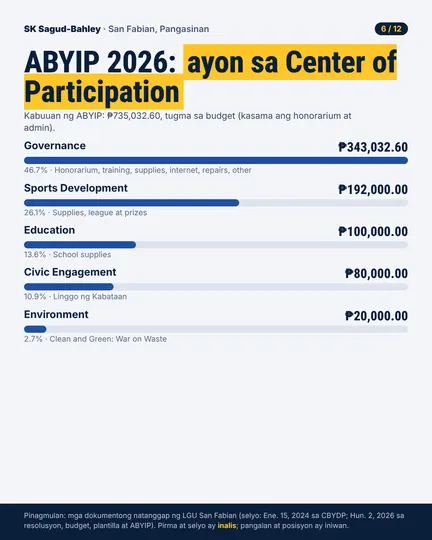 SK Sagud-Bahley · San Fabian, Pangasinan
6 / 12
ABYIP 2026: ayon sa Center of
Participation
Kabuuan ng ABYIP: ₱735,032.60, tugma sa budget (kasama ang honorarium at
admin).
Governance ₱343,032.60
46.7% · Honorarium, training, supplies, internet, repairs, other
Sports Development ₱192,000.00
26.1% · Supplies, league at prizes
Education ₱100,000.00
13.6% · School supplies
Civic Engagement ₱80,000.00
10.9% · Linggo ng Kabataan
Environment ₱20,000.00
2.7% · Clean and Green: War on Waste
Pinagmulan: mga dokumentong natanggap ng LGU San Fabian (selyo: Ene. 15, 2024 sa CBYDP; Hun. 2, 2026 sa
resolusyon, budget, plantilla at ABYIP). Pirma at selyo ay inalis; pangalan at posisyon ay iniwan.